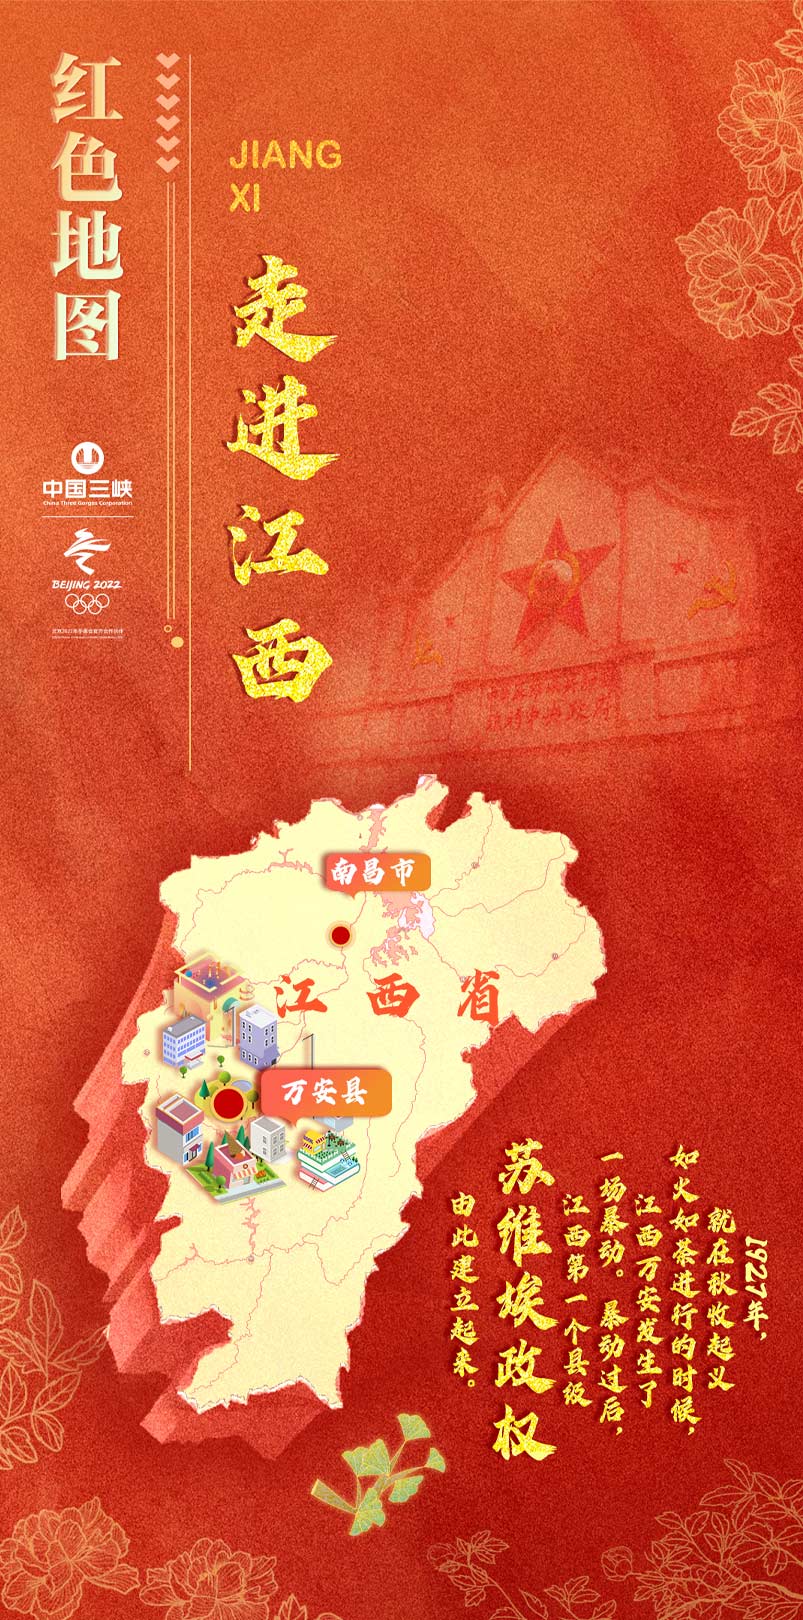 红色地图
JIANG
XI
走进江西
中国三峡
China Three Gorges Corporation
BEIJING 2022
南昌市
江西省
万安县
1927年，
就在秋收起义
如火如荼进行的时候，
江西万安发生了
一场暴动。暴动过后，
江西第一个县级
苏维埃政权
由此建立起来。